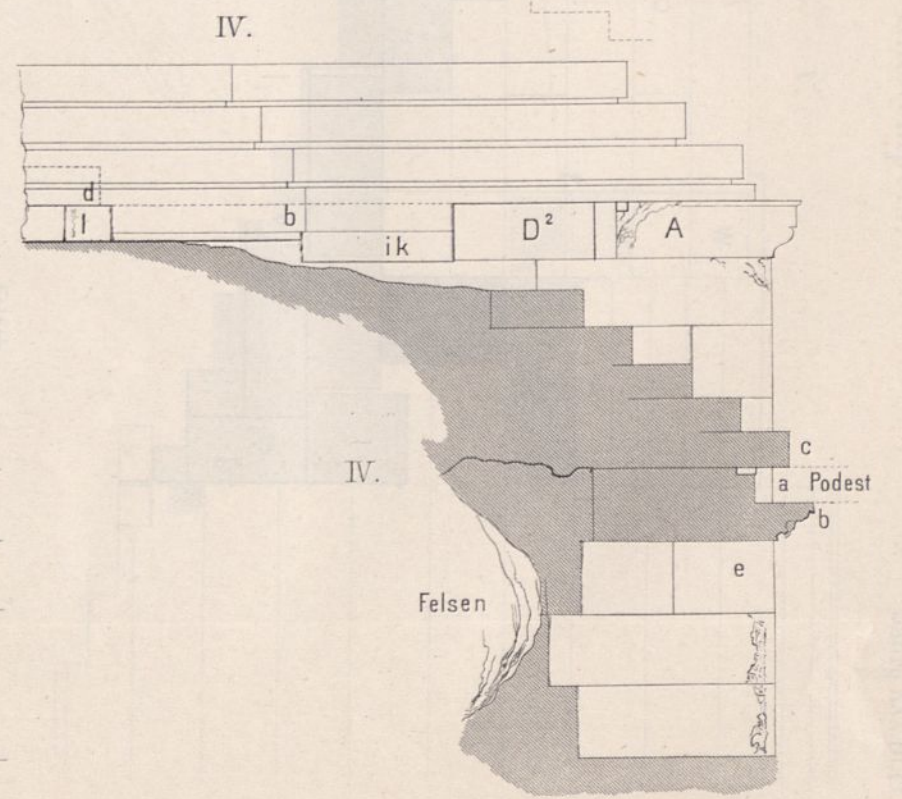 IV.
d
l b ik D² A
c
IV. a Podest
b
e
Felsen